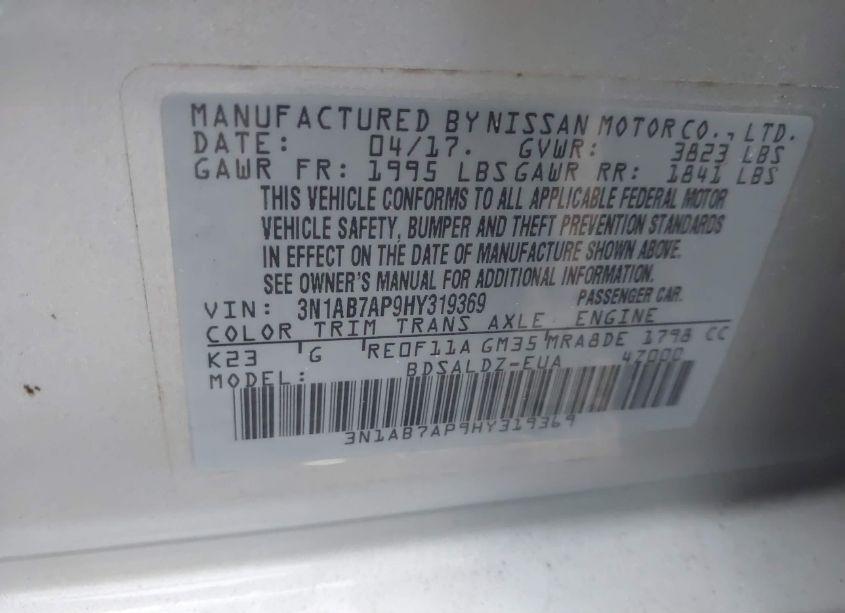 MANUFACTURED BY NISSAN MOTOR CO., LTD.
DATE: 04/17. GVWR: 3823 LBS
GAWR FR: 1995 LBS GAWR RR: 1841 LBS
THIS VEHICLE CONFORMS TO ALL APPLICABLE FEDERAL MOTOR
VEHICLE SAFETY, BUMPER AND THEFT PREVENTION STANDARDS
IN EFFECT ON THE DATE OF MANUFACTURE SHOWN ABOVE.
SEE OWNER'S MANUAL FOR ADDITIONAL INFORMATION.
VIN: 3N1AB7AP9HY319369 PASSENGER CAR.
COLOR TRIM TRANS AXLE ENGINE
K23 G RE0F11A GM35 MRA8DE 1798 CC
MODEL: BDSALDZ-EUA 47000
3N1AB7AP9HY319369